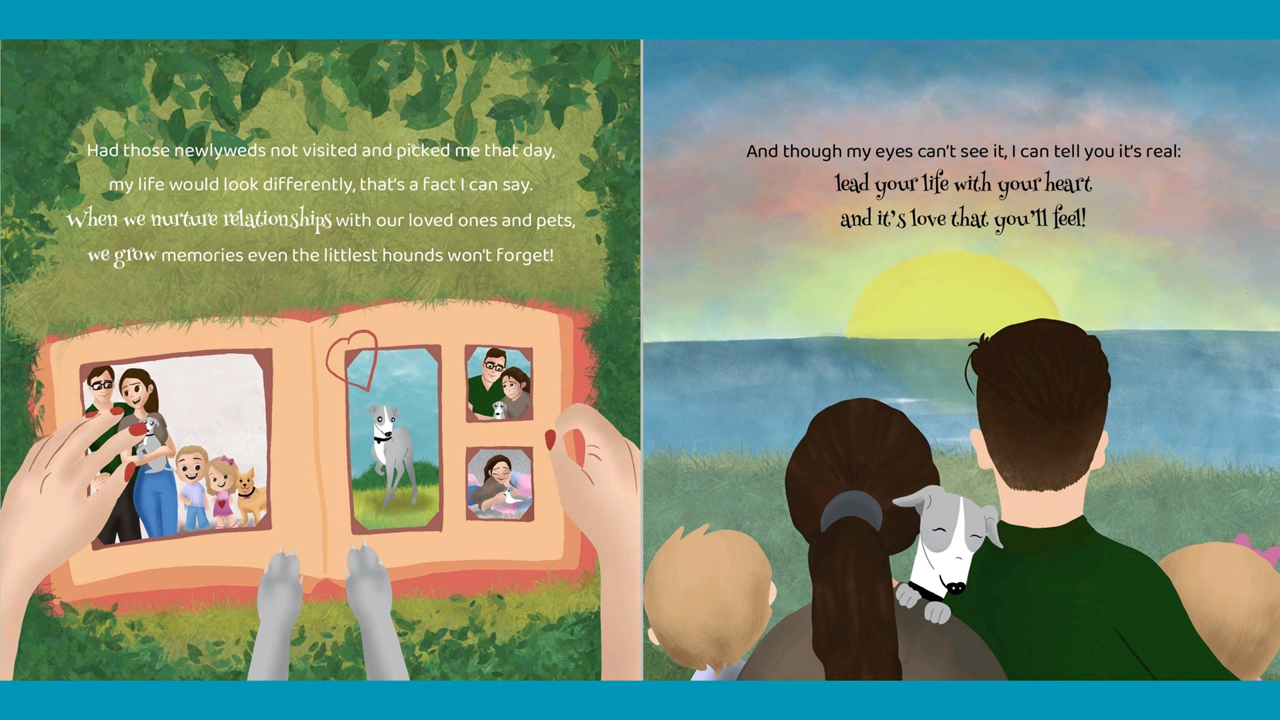 Had those newlyweds not visited and picked me that day,
my life would look differently, that's a fact I can say.
When we nurture relationships with our loved ones and pets,
we grow memories even the littlest hounds won't forget!
And though my eyes can't see it, I can tell you it's real:
lead your life with your heart
and it's love that you'll feel!